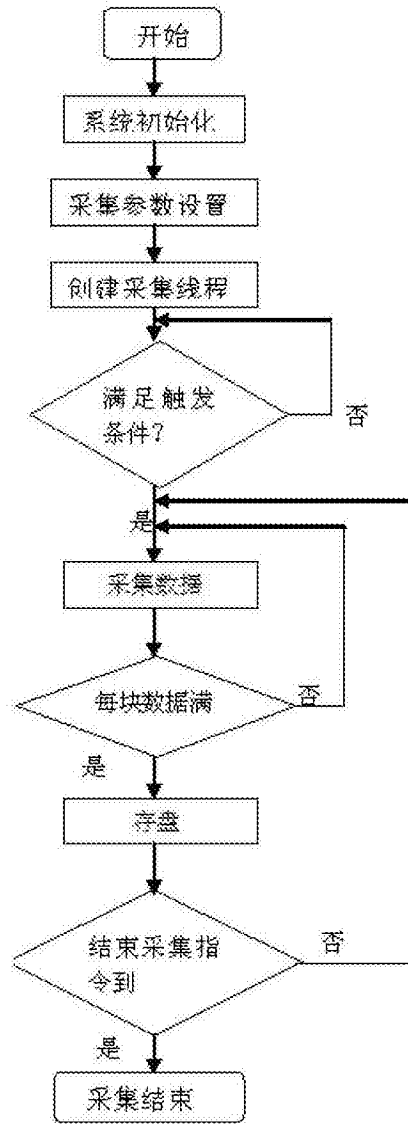 开始
系统初始化
采集参数设置
创建采集线程
满足触发
条件?
否
是
采集数据
每块数据满
否
是
存盘
结束采集指
令到
否
是
采集结束